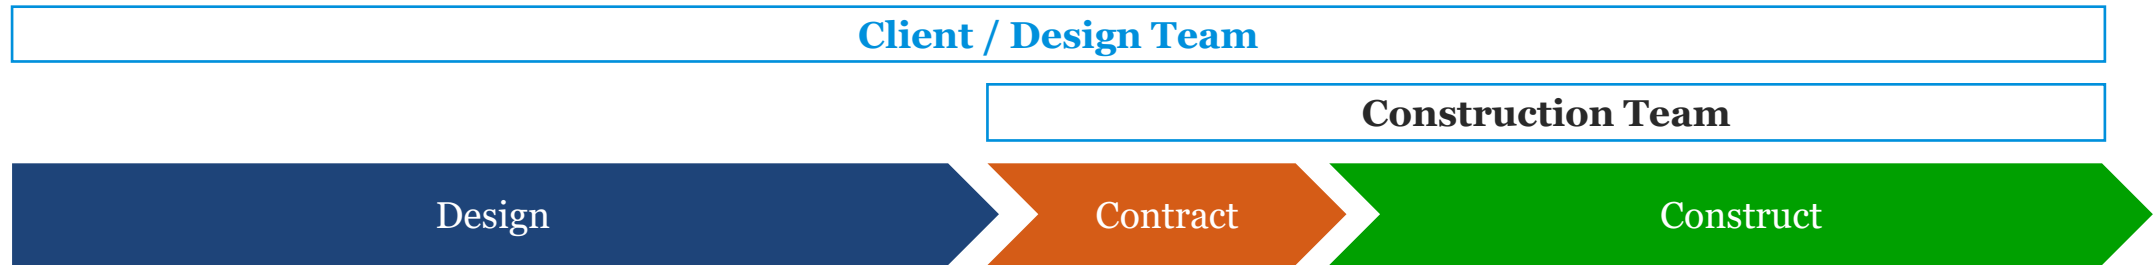 Client / Design Team
Construction Team
Design
Contract
Construct